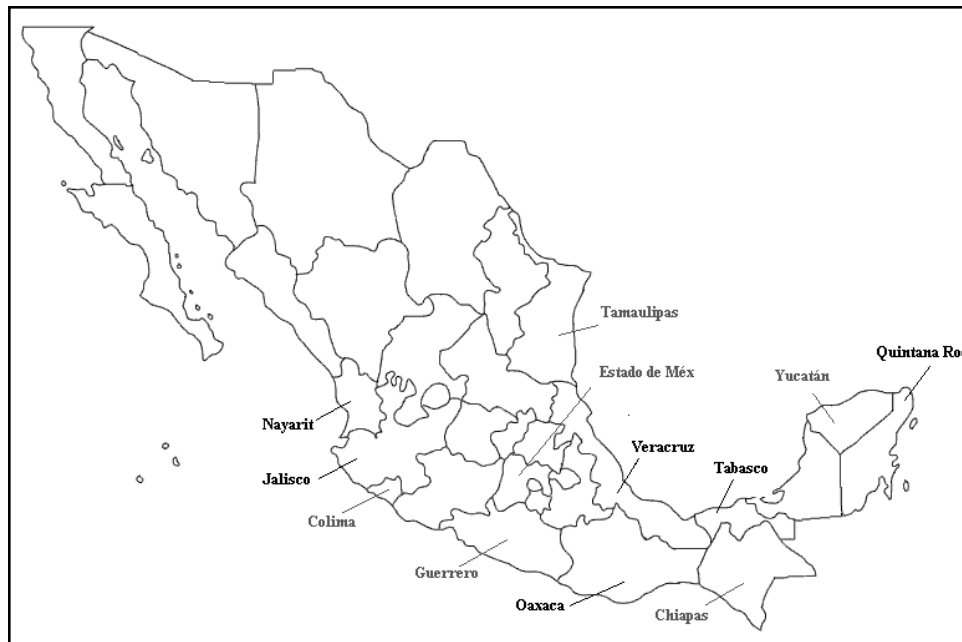 Tamaulipas
Quintana Roo
Estado de Méx
Yucatán
Nayarit
Veracruz
Jalisco
Tabasco
Colima
Guerrero
Oaxaca
Chiapas